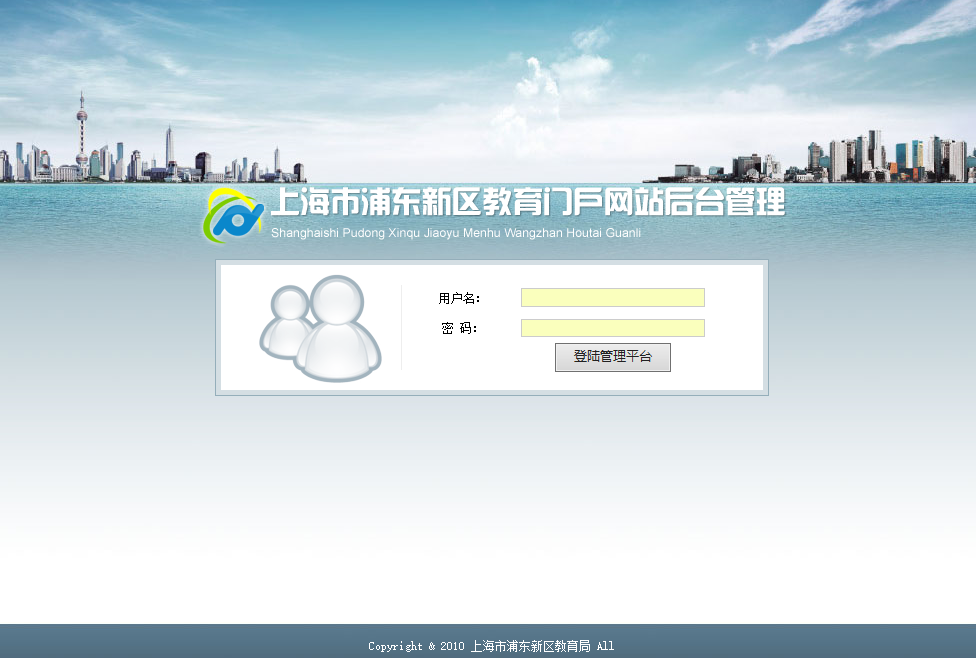 上海市浦东新区教育门户网站后台管理
Shanghaishi Pudong Xinqu Jiaoyu Menhu Wangzhan Houtai Guanli
用户名：
密 码：
登陆管理平台
Copyright & 2010 上海市浦东新区教育局 All